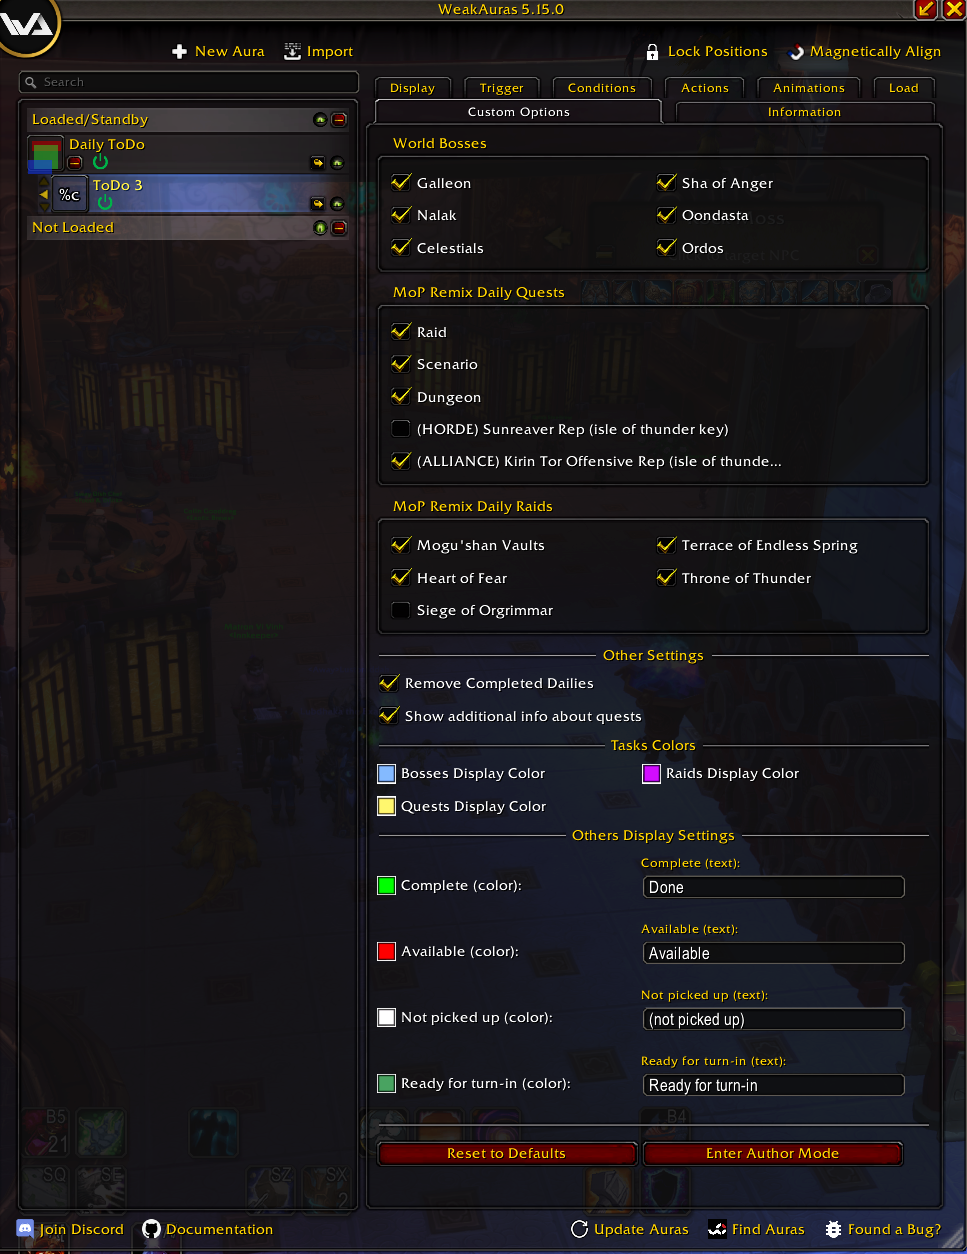 WeakAuras 5.15.0
New Aura Import Lock Positions Magnetically Align
Search
Display Trigger Conditions Actions Animations Load
Custom Options Information
Loaded/Standby
Daily ToDo
%c ToDo 3
Not Loaded
World Bosses
Galleon Sha of Anger
Nalak Oondasta
Celestials Ordos
MoP Remix Daily Quests
Raid
Scenario
Dungeon
(HORDE) Sunreaver Rep (isle of thunder key)
(ALLIANCE) Kirin Tor Offensive Rep (isle of thunde...
MoP Remix Daily Raids
Mogu'shan Vaults Terrace of Endless Spring
Heart of Fear Throne of Thunder
Siege of Orgrimmar
Other Settings
Remove Completed Dailies
Show additional info about quests
Tasks Colors
Bosses Display Color Raids Display Color
Quests Display Color
Others Display Settings
Complete (text):
Complete (color): Done
Available (text):
Available (color): Available
Not picked up (text):
Not picked up (color): (not picked up)
Ready for turn-in (text):
Ready for turn-in (color): Ready for turn-in
B5 B4
21
SQ SE SZ SX
2
Reset to Defaults Enter Author Mode
Join Discord Documentation Update Auras Find Auras Found a Bug?